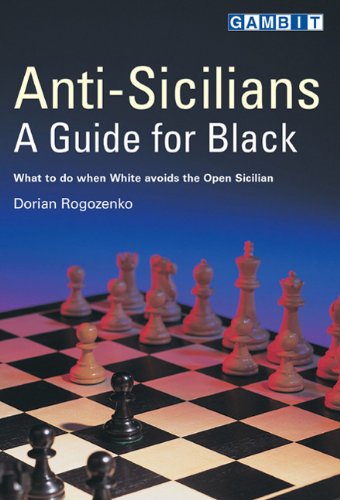 GAMBIT
Anti-Sicilians
A Guide for Black
What to do when White avoids the Open Sicilian
Dorian Rogozenko